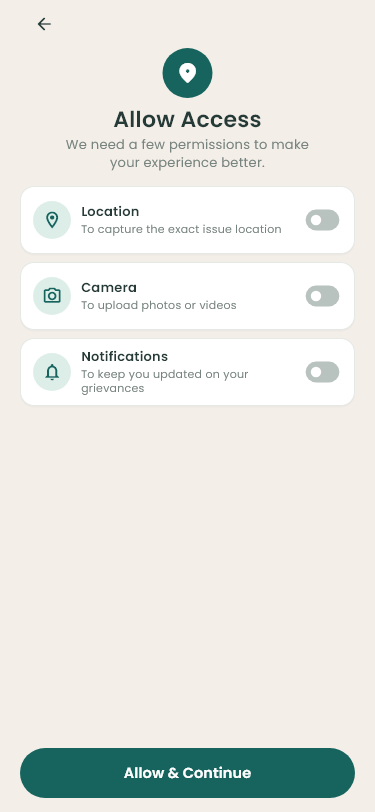 Allow Access
We need a few permissions to make
your experience better.
Location
To capture the exact issue location
Camera
To upload photos or videos
Notifications
To keep you updated on your
grievances
Allow & Continue